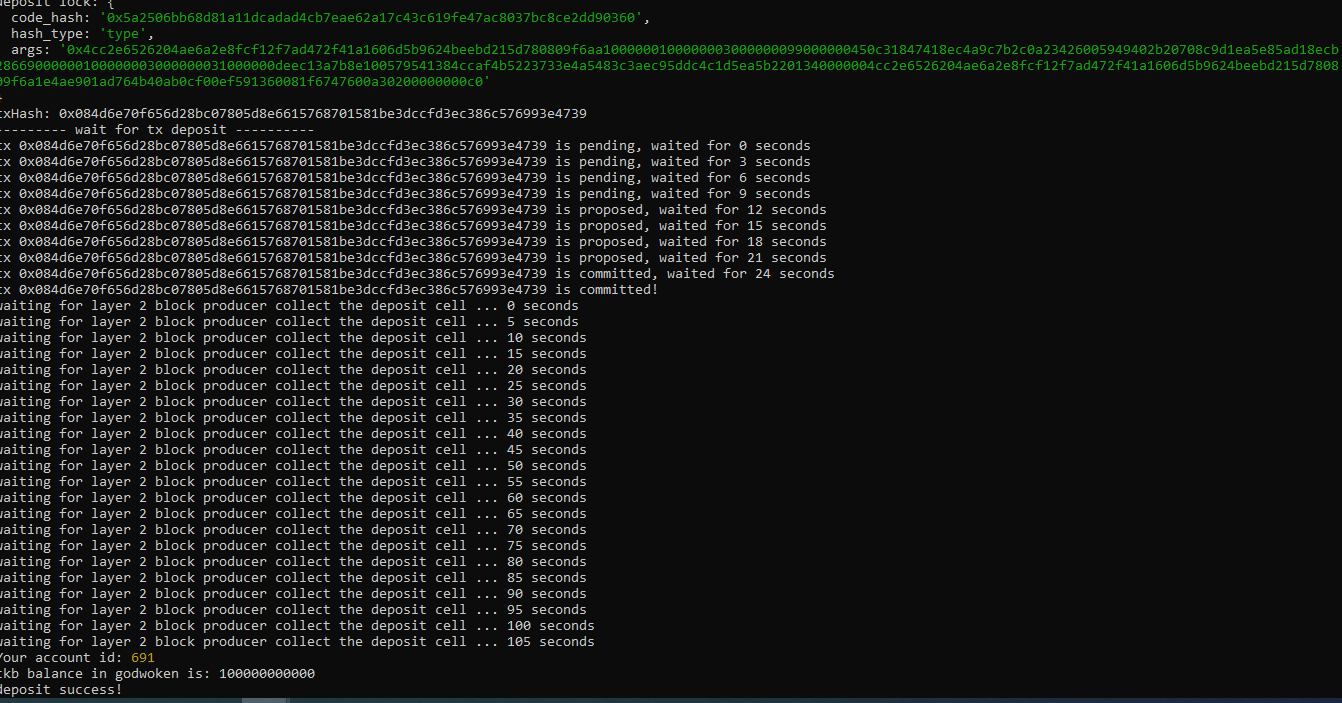 deposit lock: {
code_hash: '0x5a2506bb68d81a11dcadad4cb7eae62a17c43c619fe47ac8037bc8ce2dd90360',
hash_type: 'type',
args: '0x4cc2e6526204ae6a2e8fcf12f7ad472f41a1606d5b9624beebd215d780809f6aa10000001000000030000000099000000450c31847418ec4a9c7b2c0a23426005949402b20708c9d1ea5e85ad18ecb
286690000000100000003000000031000000deec13a7b8e100579541384ccaf4b5223733e4a5483c3aec95ddc4c1d5ea5b2201340000004cc2e6526204ae6a2e8fcf12f7ad472f41a1606d5b9624beebd215d7808
09f6a1e4ae901ad764b40ab0cf00ef591360081f6747600a30200000000c0'
txHash: 0x084d6e70f656d28bc07805d8e6615768701581be3dccfd3ec386c576993e4739
--------- wait for tx deposit ----------
tx 0x084d6e70f656d28bc07805d8e6615768701581be3dccfd3ec386c576993e4739 is pending, waited for 0 seconds
tx 0x084d6e70f656d28bc07805d8e6615768701581be3dccfd3ec386c576993e4739 is pending, waited for 3 seconds
tx 0x084d6e70f656d28bc07805d8e6615768701581be3dccfd3ec386c576993e4739 is pending, waited for 6 seconds
tx 0x084d6e70f656d28bc07805d8e6615768701581be3dccfd3ec386c576993e4739 is pending, waited for 9 seconds
tx 0x084d6e70f656d28bc07805d8e6615768701581be3dccfd3ec386c576993e4739 is proposed, waited for 12 seconds
tx 0x084d6e70f656d28bc07805d8e6615768701581be3dccfd3ec386c576993e4739 is proposed, waited for 15 seconds
tx 0x084d6e70f656d28bc07805d8e6615768701581be3dccfd3ec386c576993e4739 is proposed, waited for 18 seconds
tx 0x084d6e70f656d28bc07805d8e6615768701581be3dccfd3ec386c576993e4739 is proposed, waited for 21 seconds
tx 0x084d6e70f656d28bc07805d8e6615768701581be3dccfd3ec386c576993e4739 is committed, waited for 24 seconds
tx 0x084d6e70f656d28bc07805d8e6615768701581be3dccfd3ec386c576993e4739 is committed!
waiting for layer 2 block producer collect the deposit cell ... 0 seconds
waiting for layer 2 block producer collect the deposit cell ... 5 seconds
waiting for layer 2 block producer collect the deposit cell ... 10 seconds
waiting for layer 2 block producer collect the deposit cell ... 15 seconds
waiting for layer 2 block producer collect the deposit cell ... 20 seconds
waiting for layer 2 block producer collect the deposit cell ... 25 seconds
waiting for layer 2 block producer collect the deposit cell ... 30 seconds
waiting for layer 2 block producer collect the deposit cell ... 35 seconds
waiting for layer 2 block producer collect the deposit cell ... 40 seconds
waiting for layer 2 block producer collect the deposit cell ... 45 seconds
waiting for layer 2 block producer collect the deposit cell ... 50 seconds
waiting for layer 2 block producer collect the deposit cell ... 55 seconds
waiting for layer 2 block producer collect the deposit cell ... 60 seconds
waiting for layer 2 block producer collect the deposit cell ... 65 seconds
waiting for layer 2 block producer collect the deposit cell ... 70 seconds
waiting for layer 2 block producer collect the deposit cell ... 75 seconds
waiting for layer 2 block producer collect the deposit cell ... 80 seconds
waiting for layer 2 block producer collect the deposit cell ... 85 seconds
waiting for layer 2 block producer collect the deposit cell ... 90 seconds
waiting for layer 2 block producer collect the deposit cell ... 95 seconds
waiting for layer 2 block producer collect the deposit cell ... 100 seconds
waiting for layer 2 block producer collect the deposit cell ... 105 seconds
Your account id: 691
ckb balance in godwoken is: 100000000000
deposit success!